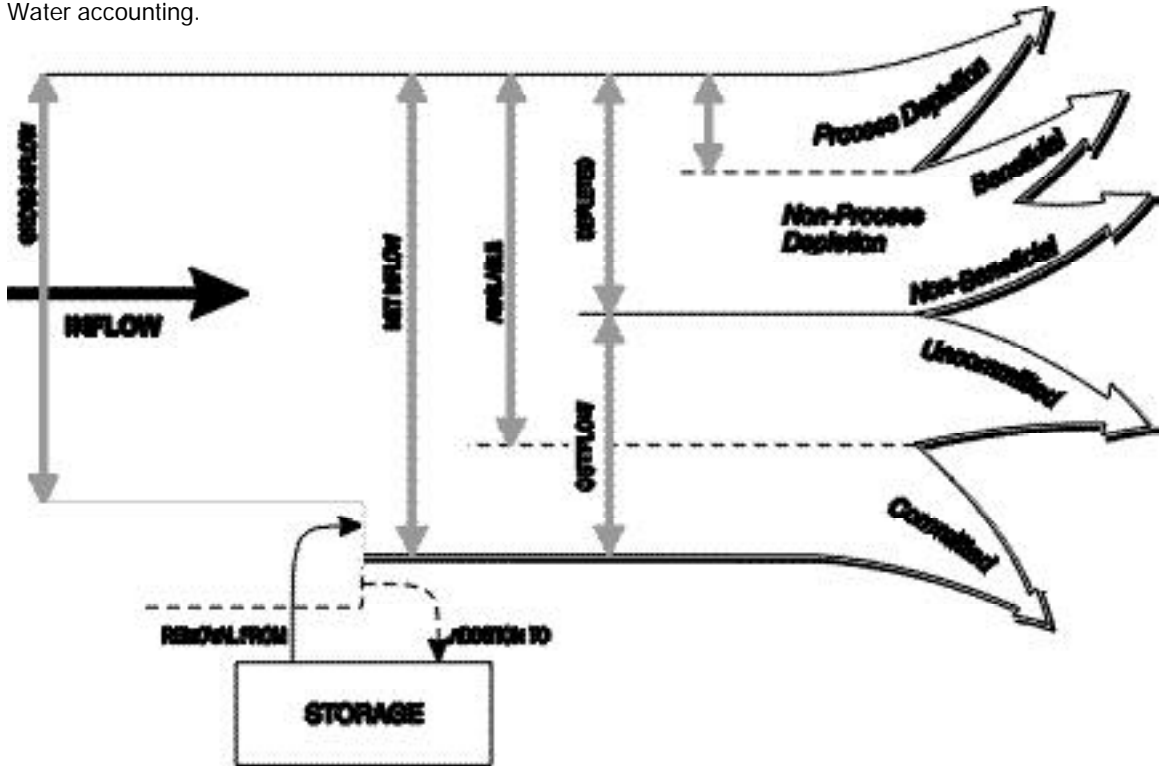 Water accounting.
GROSS INFLOW
INFLOW
NET INFLOW
AVAILABLE
DEPLETED
OUTFLOW
Process Depletion
Beneficial
Non-Process
Depletion
Non-Beneficial
Uncommitted
Committed
REMOVAL FROM
ADDITION TO
STORAGE